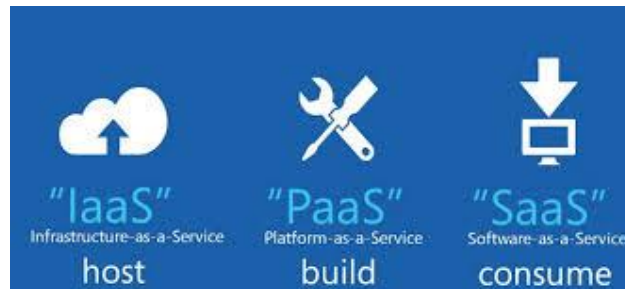 "IaaS"
Infrastructure-as-a-Service
host
"PaaS"
Platform-as-a-Service
build
"SaaS"
Software-as-a-Service
consume